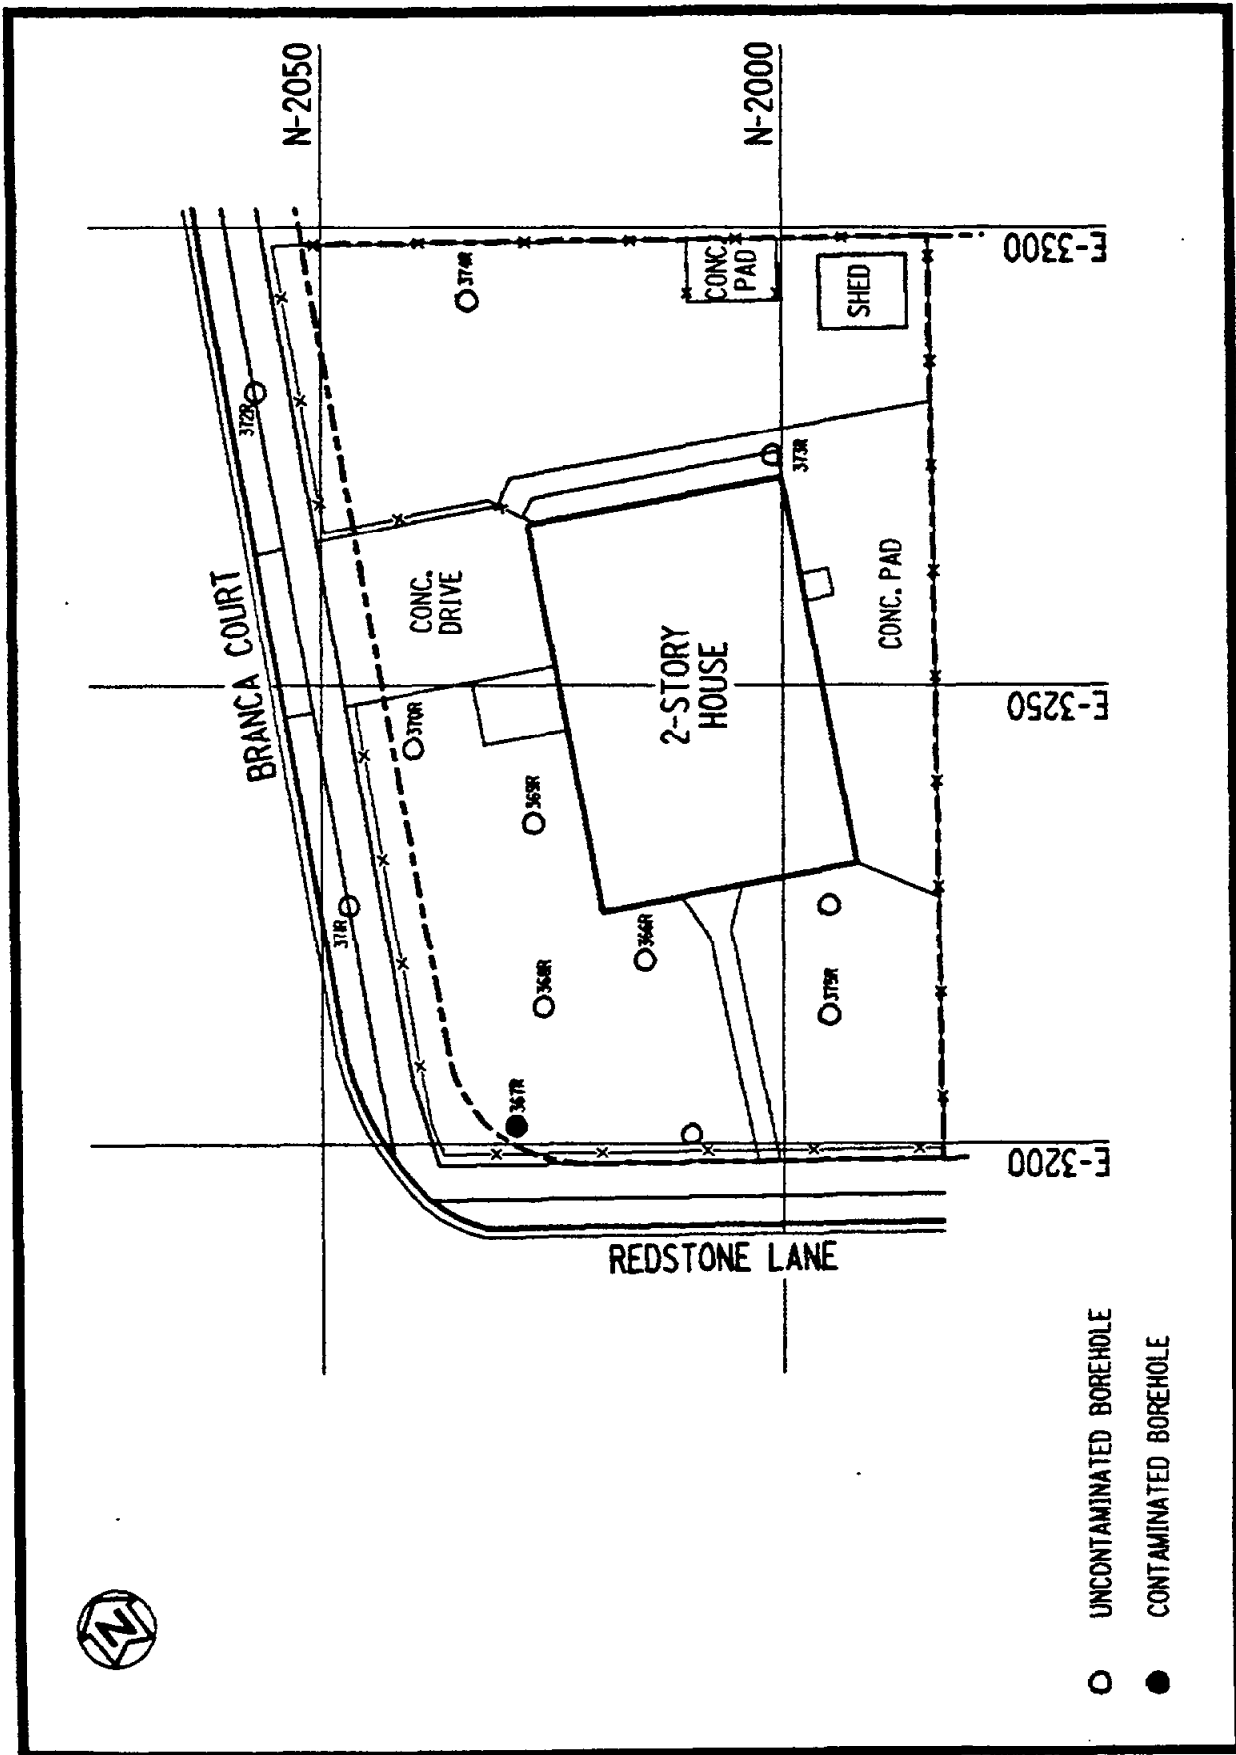 N-2050
N-2000
E-3300
E-3250
E-3200
BRANCA COURT
REDSTONE LANE
372R
374R
CONC.
PAD
SHED
373R
CONC.
DRIVE
CONC. PAD
2-STORY
HOUSE
370R
369R
371R
368R
366R
379R
367R
N
UNCONTAMINATED BOREHOLE
CONTAMINATED BOREHOLE